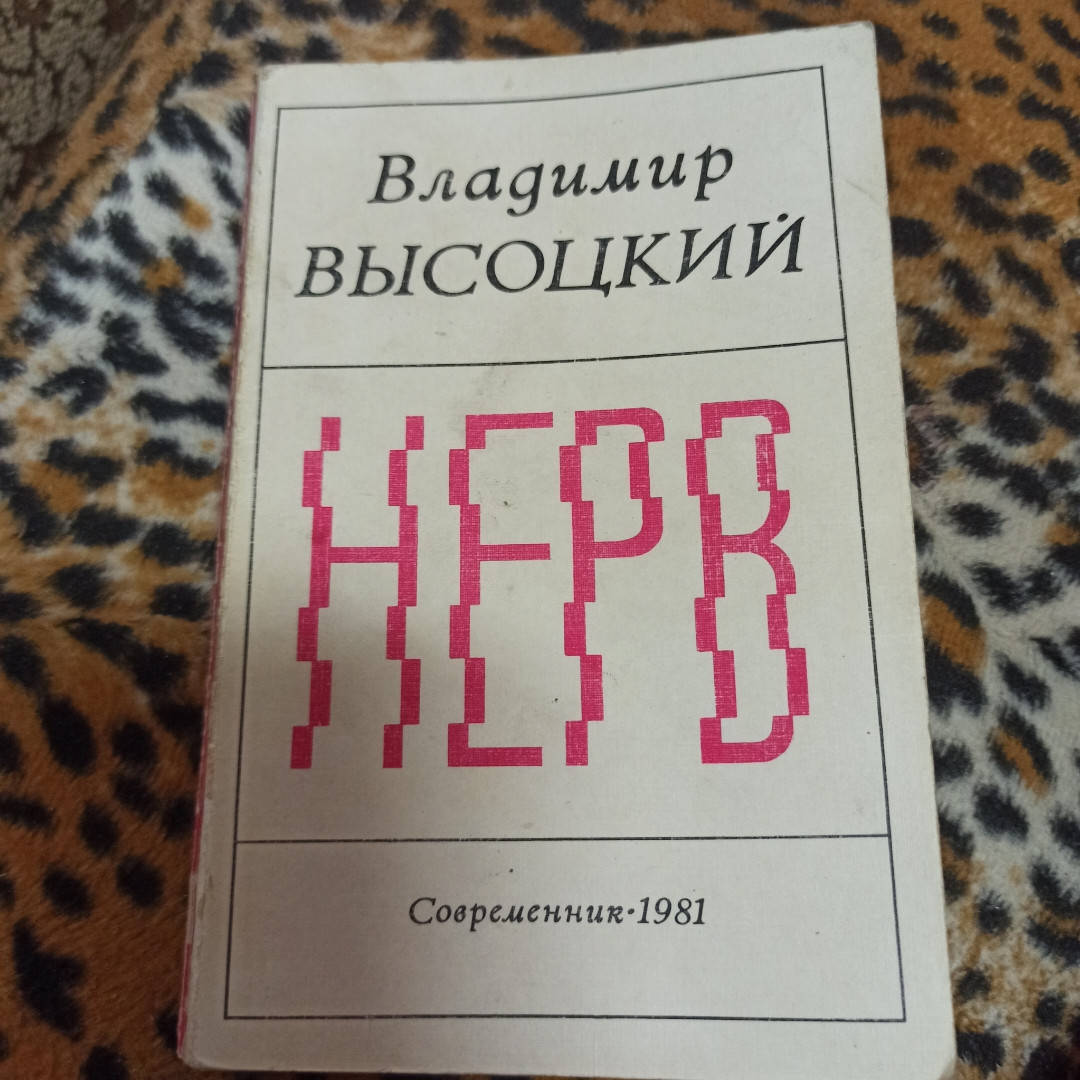 Владимир
ВЫСОЦКИЙ
НЕРВ
Современник·1981